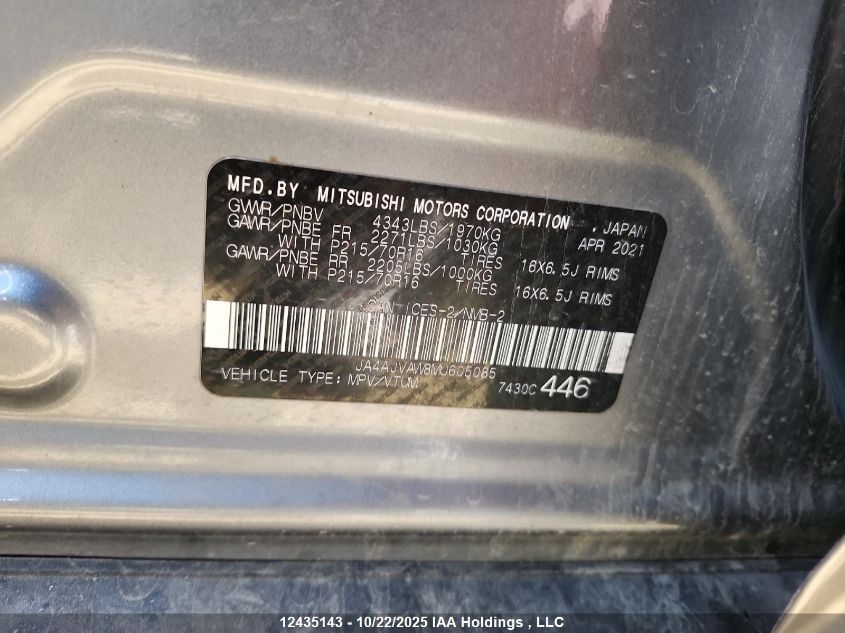 MFD.BY MITSUBISHI MOTORS CORPORATION , JAPAN
GVWR/PNBV 4343LBS/1970KG APR 2021
GAWR/PNBE FR 2271LBS/1030KG
WITH P215/70R16 TIRES 16X6.5J RIMS
GAWR/PNBE RR 2205LBS/1000KG
WITH P215/70R16 TIRES 16X6.5J RIMS
ICES-2/NMB-2
JA4AJVAW8MU605085
VEHICLE TYPE: MPV/VTUM 7430C 446
12435143 - 10/22/2025 IAA Holdings , LLC